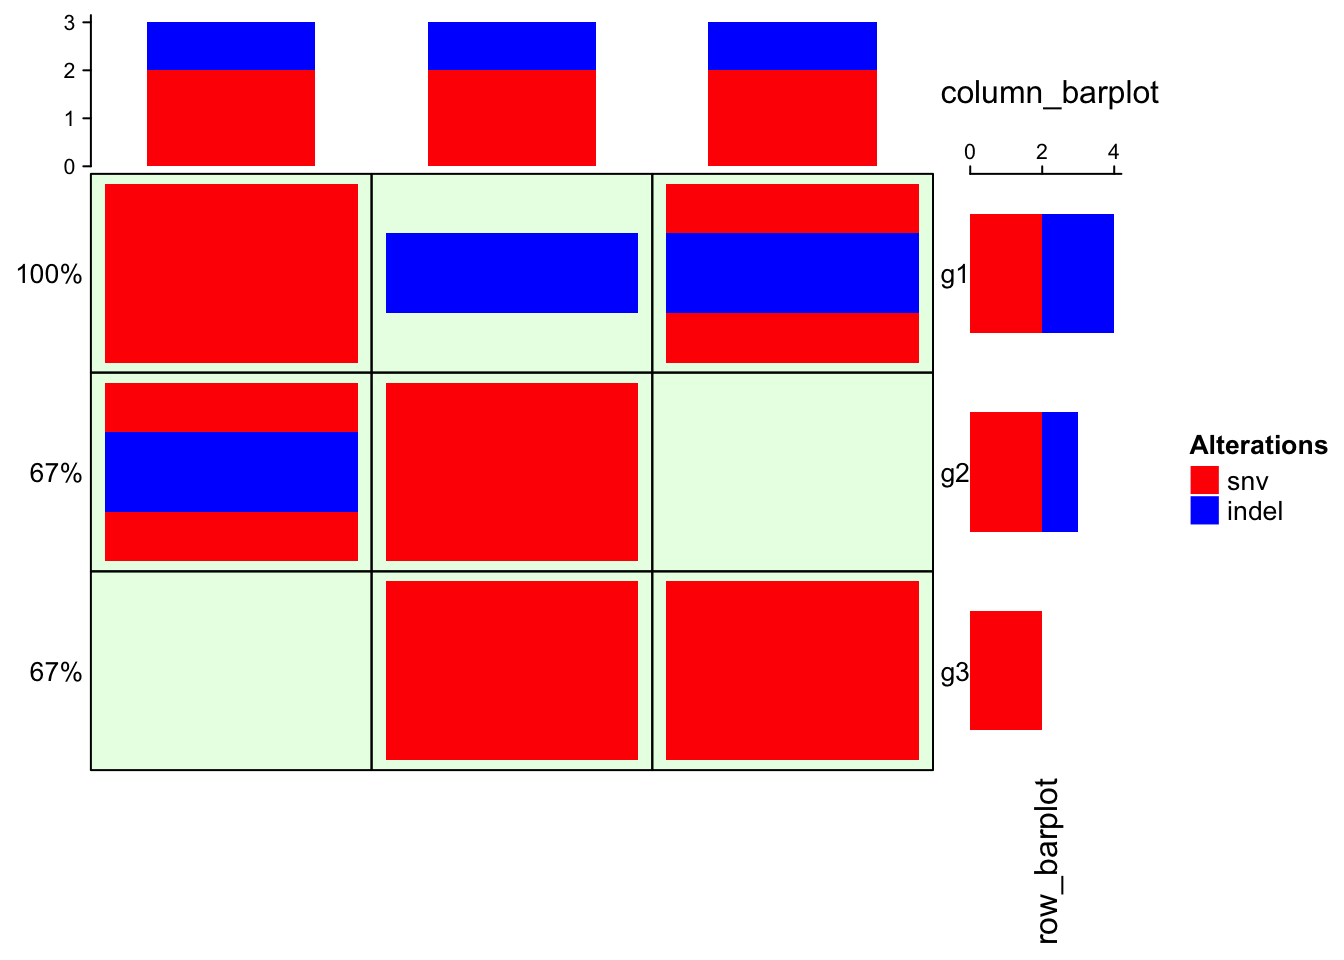 3
2
1
0
column_barplot
0 2 4
100% g1
67% g2
Alterations
snv
indel
67% g3
row_barplot